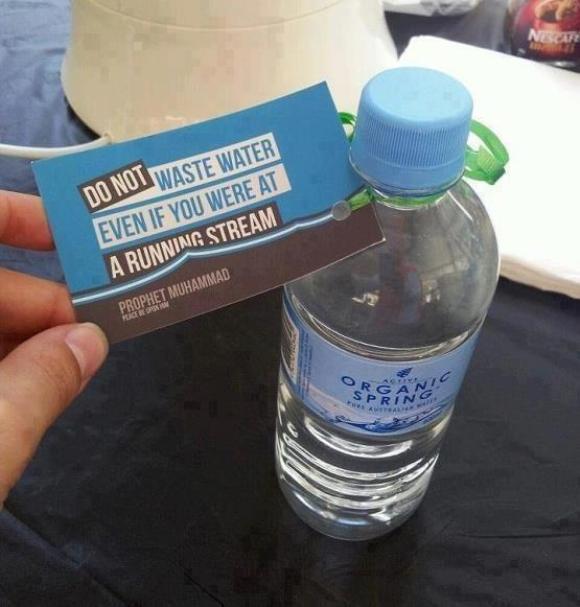 DO NOT WASTE WATER
EVEN IF YOU WERE AT
A RUNNING STREAM
PROPHET MUHAMMAD
PEACE BE UPON HIM
ACTIVE
ORGANIC
SPRING
PURE AUSTRALIAN WATER
NESCAFE